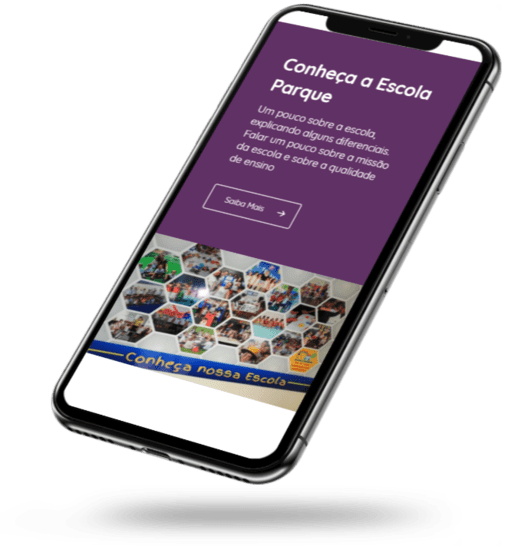 Conheça a Escola
Parque
Um pouco sobre a escola,
explicando alguns diferenciais.
Falar um pouco sobre a missão
da escola e sobre a qualidade
de ensino
Saiba Mais
Conheça nossa Escola